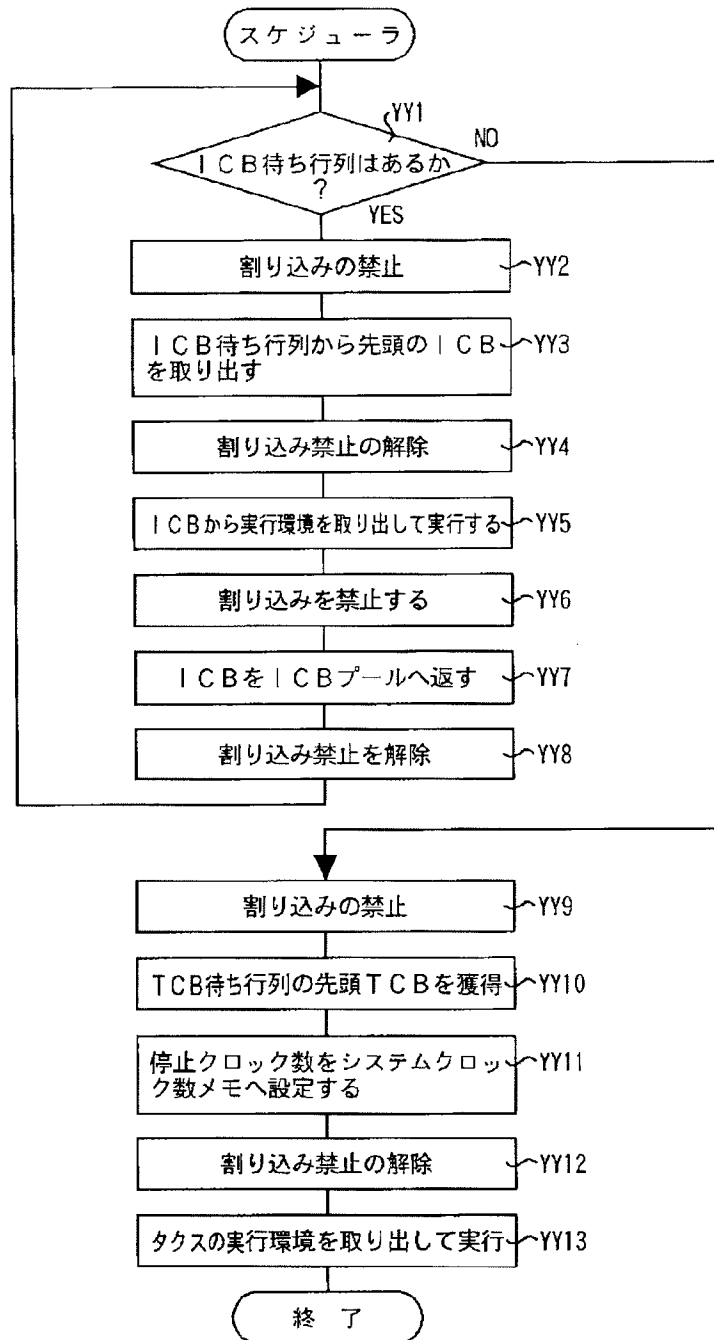 スケジューラ
YY1
NO
ICB待ち行列はあるか
?
YES
割り込みの禁止 YY2
ICB待ち行列から先頭のICB YY3
を取り出す
割り込み禁止の解除 YY4
ICBから実行環境を取り出して実行する YY5
割り込みを禁止する YY6
ICBをICBプールへ返す YY7
割り込み禁止を解除 YY8
割り込みの禁止 YY9
TCB待ち行列の先頭TCBを獲得 YY10
停止クロック数をシステムクロッ YY11
ク数メモへ設定する
割り込み禁止の解除 YY12
タクスの実行環境を取り出して実行 YY13
終了